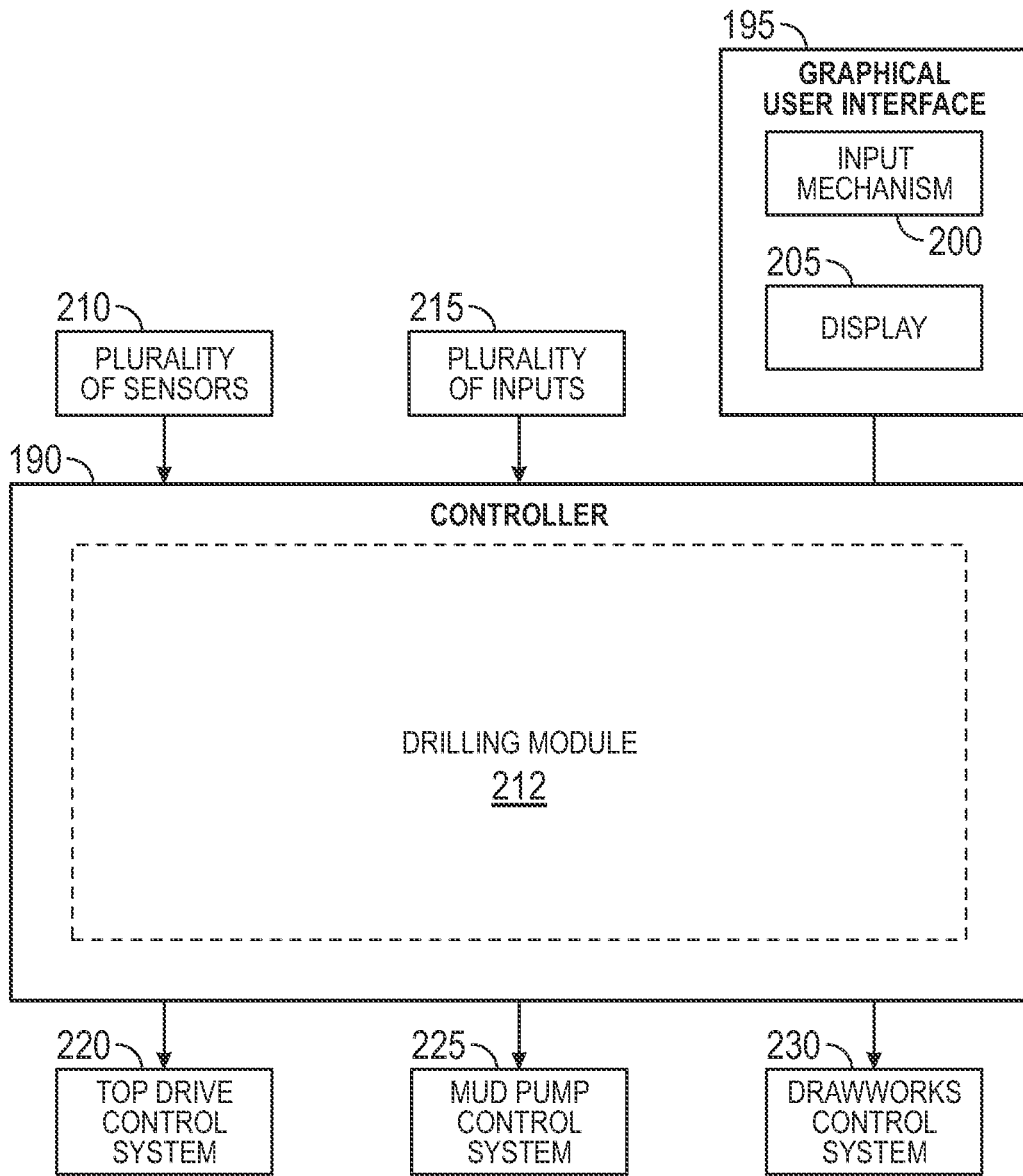 195
GRAPHICAL
USER INTERFACE
INPUT
MECHANISM
200
205
DISPLAY
210
PLURALITY
OF SENSORS
215
PLURALITY
OF INPUTS
190
CONTROLLER
DRILLING MODULE
212
220
TOP DRIVE
CONTROL
SYSTEM
225
MUD PUMP
CONTROL
SYSTEM
230
DRAWWORKS
CONTROL
SYSTEM